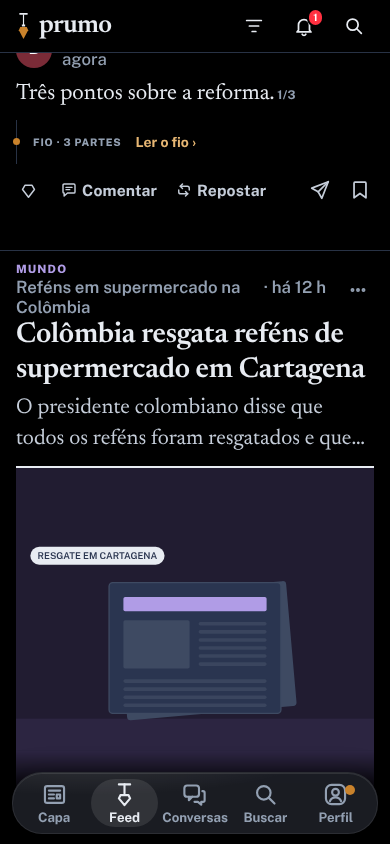 prumo
1
agora
Três pontos sobre a reforma. 1/3
FIO · 3 PARTES Ler o fio ›
Comentar Repostar
MUNDO
Reféns em supermercado na Colômbia · há 12 h
Colômbia resgata reféns de
supermercado em Cartagena
O presidente colombiano disse que
todos os reféns foram resgatados e que...
RESGATE EM CARTAGENA
Capa Feed Conversas Buscar Perfil